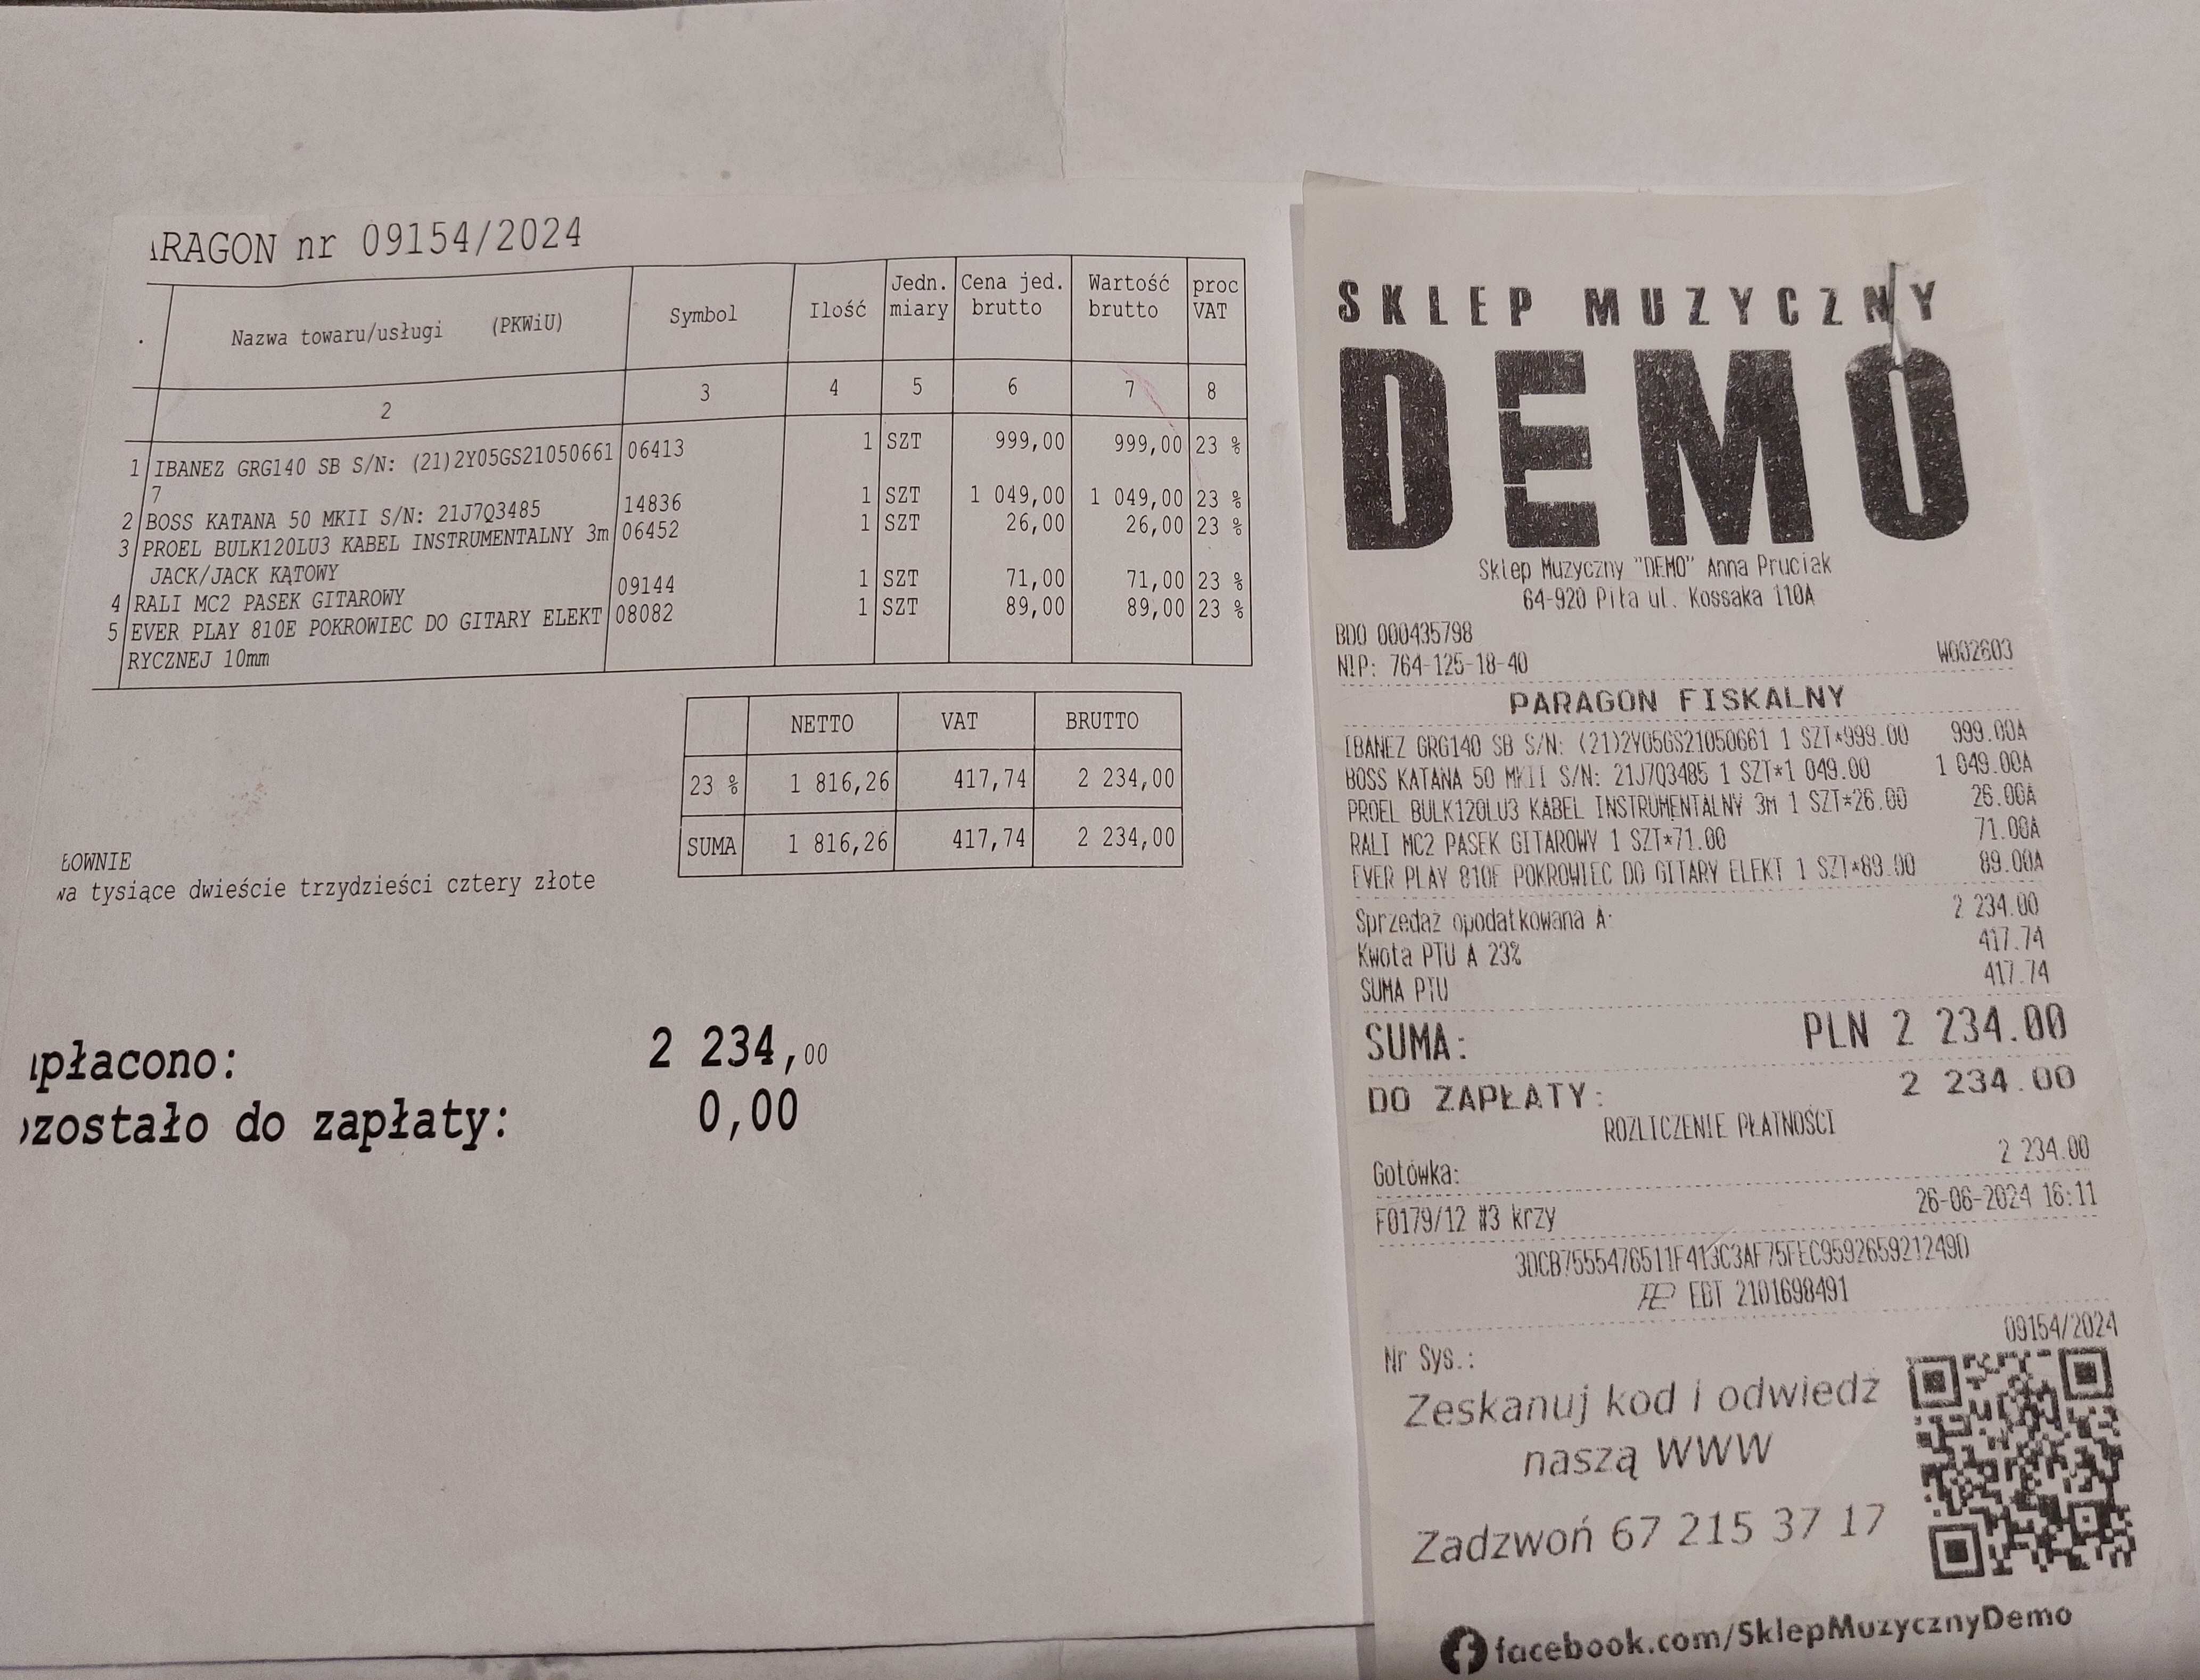 ARAGON nr 09154/2024
Nazwa towaru/usługi (PKWiU) Symbol Ilość Jedn. miary Cena jed. brutto Wartość brutto proc VAT
2 3 4 5 6 7 8
1 IBANEZ GRG140 SB S/N: (21)2Y05GS21050661 06413 1 SZT 999,00 999,00 23 %
7
2 BOSS KATANA 50 MKII S/N: 21J7Q3485 14836 1 SZT 1 049,00 1 049,00 23 %
3 PROEL BULK120LU3 KABEL INSTRUMENTALNY 3m 06452 1 SZT 26,00 26,00 23 %
JACK/JACK KĄTOWY
4 RALI MC2 PASEK GITAROWY 09144 1 SZT 71,00 71,00 23 %
5 EVER PLAY 810E POKROWIEC DO GITARY ELEKT 08082 1 SZT 89,00 89,00 23 %
RYCZNEJ 10mm
NETTO VAT BRUTTO
23 % 1 816,26 417,74 2 234,00
SUMA 1 816,26 417,74 2 234,00
ŁOWNIE
wa tysiące dwieście trzydzieści cztery złote
płacono: 2 234,00
ozostało do zapłaty: 0,00
SKLEP MUZYCZNY
DEMO
Sklep Muzyczny "DEMO" Anna Pruciak
64-920 Piła ul. Kossaka 110A
BDO 000435798
NIP: 764-125-18-40 W002603
PARAGON FISKALNY
IBANEZ GRG140 SB S/N: (21)2Y05GS21050661 1 SZT*999.00 999.00A
BOSS KATANA 50 MKII S/N: 21J7Q3485 1 SZT*1 049.00 1 049.00A
PROEL BULK120LU3 KABEL INSTRUMENTALNY 3M 1 SZT*26.00 26.00A
RALI MC2 PASEK GITAROWY 1 SZT*71.00 71.00A
EVER PLAY 810E POKROWIEC DO GITARY ELEKT 1 SZT*89.00 89.00A
Sprzedaż opodatkowana A: 2 234.00
Kwota PTU A 23% 417.74
SUMA PTU 417.74
SUMA: PLN 2 234.00
DO ZAPŁATY: 2 234.00
ROZLICZENIE PŁATNOŚCI
Gotówka: 2 234.00
F0179/12 #3 krzy 26-06-2024 16:11
3DCB7555476511F413C3AF75FEC959265921249D
EBT 2101698491
Nr Sys.: 09154/2024
Zeskanuj kod i odwiedź
naszą WWW
Zadzwoń 67 215 37 17
facebook.com/SklepMuzycznyDemo